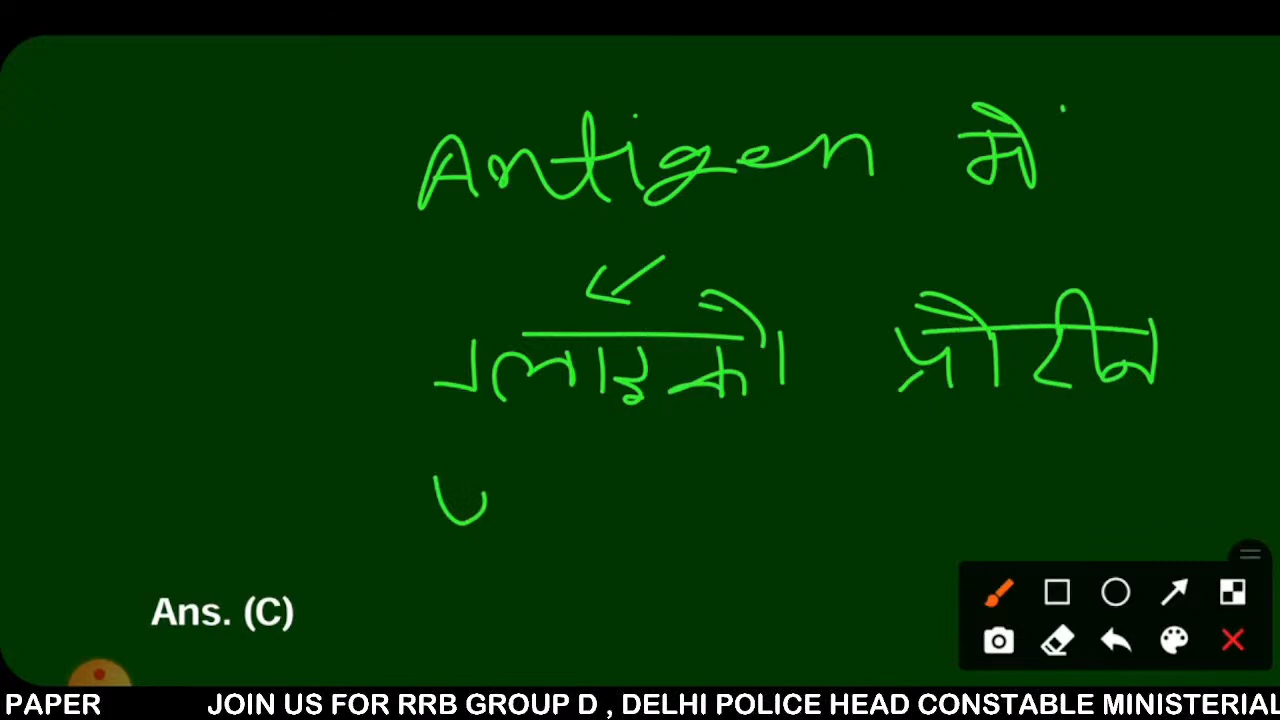 Antigen में
ग्लाइको प्रोटीन
Ans. (C)
PAPER JOIN US FOR RRB GROUP D , DELHI POLICE HEAD CONSTABLE MINISTERIAL